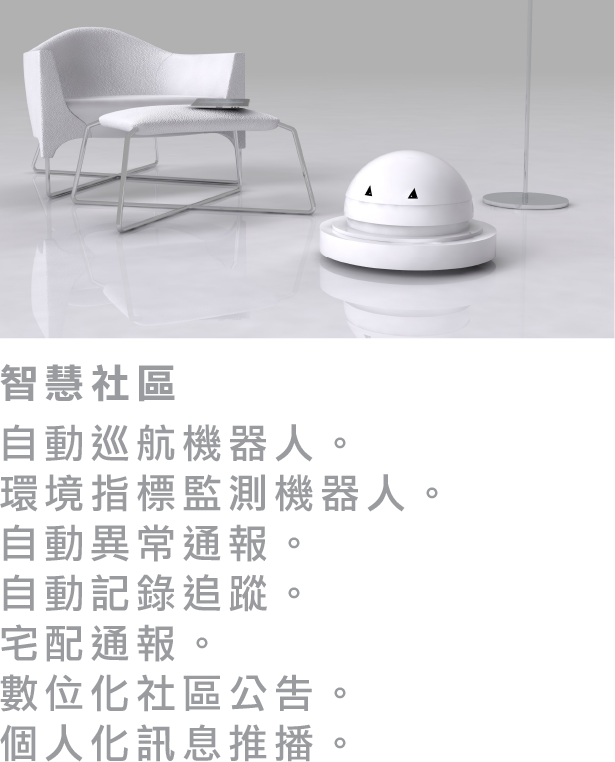 智慧社區
自動巡航機器人。
環境指標監測機器人。
自動異常通報。
自動記錄追蹤。
宅配通報。
數位化社區公告。
個人化訊息推播。